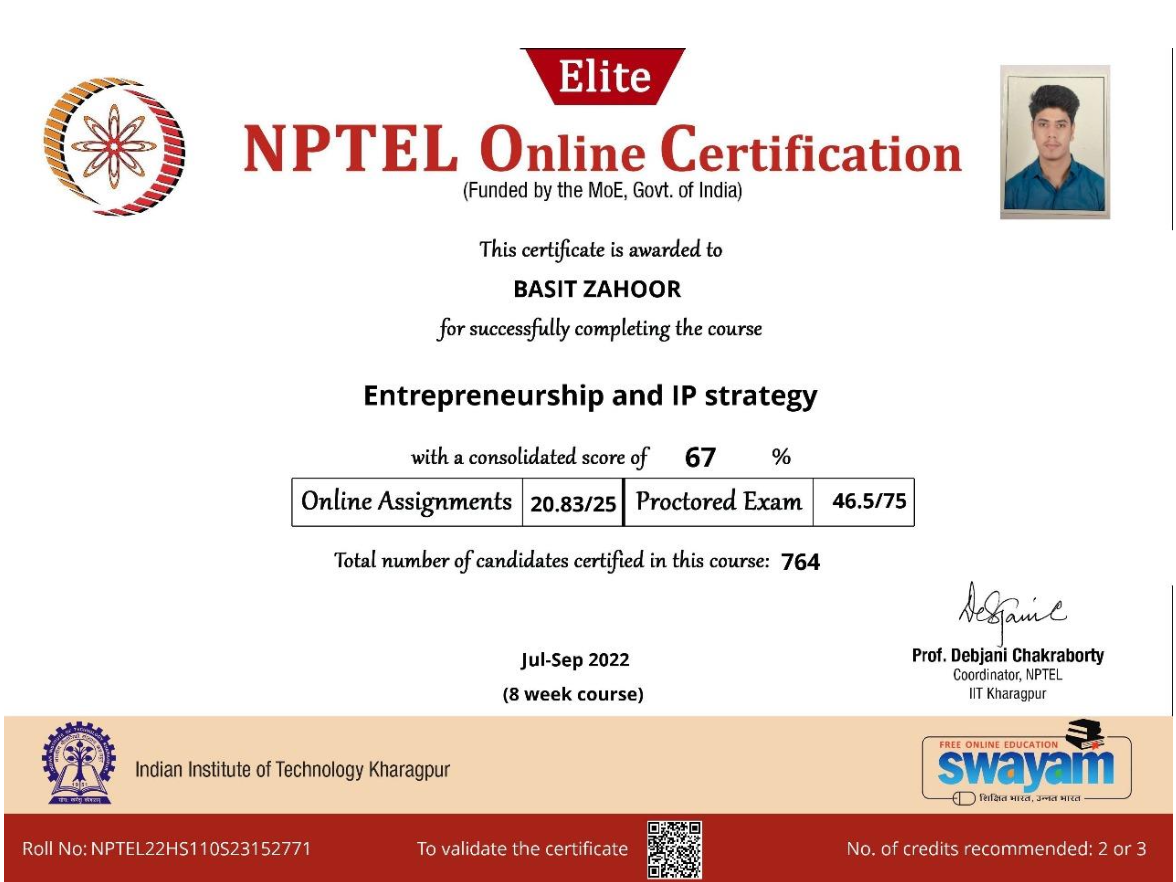 Elite
NPTEL Online Certification
(Funded by the MoE, Govt. of India)
This certificate is awarded to
BASIT ZAHOOR
for successfully completing the course
Entrepreneurship and IP strategy
with a consolidated score of 67 %
Online Assignments 20.83/25 Proctored Exam 46.5/75
Total number of candidates certified in this course: 764
Jul-Sep 2022
(8 week course)
Prof. Debjani Chakraborty
Coordinator, NPTEL
IIT Kharagpur
Indian Institute of Technology Kharagpur
FREE ONLINE EDUCATION
swayam
शिक्षित भारत, उन्नत भारत
Roll No: NPTEL22HS110S23152771
To validate the certificate
No. of credits recommended: 2 or 3